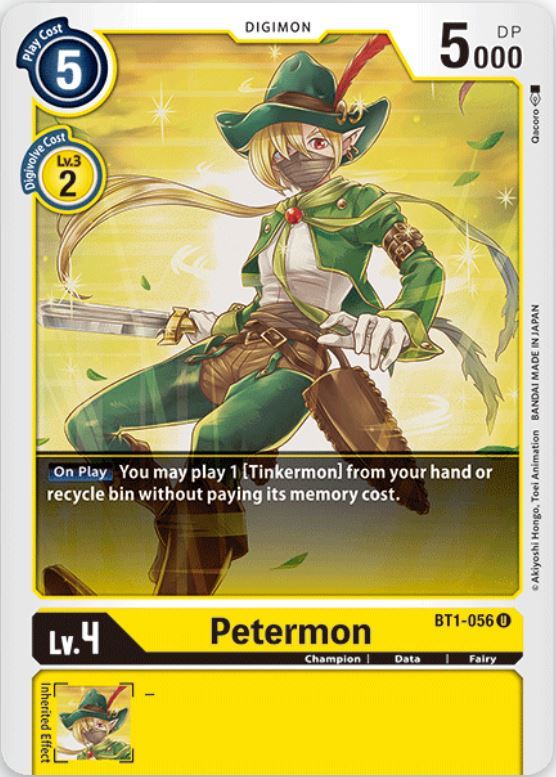 Play Cost
5
DIGIMON
DP
5000
Digivolve Cost
Lv.3
2
Qacoro
On Play You may play 1 [Tinkermon] from your hand or
recycle bin without paying its memory cost.
© Akiyoshi Hongo, Toei Animation BANDAI MADE IN JAPAN
Lv.4
Petermon
BT1-056 U
Champion | Data | Fairy
Inherited Effect
–